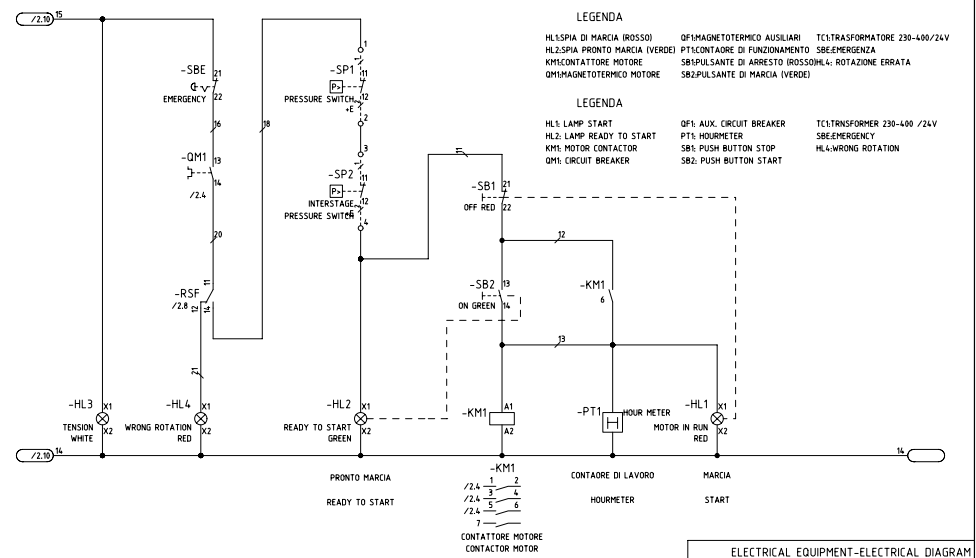 LEGENDA
HL1:SPIA DI MARCIA (ROSSO) QF1:MAGNETOTERMICO AUSILIARI TC1:TRASFORMATORE 230-400/24V
HL2:SPIA PRONTO MARCIA (VERDE) PT1:CONTAORE DI FUNZIONAMENTO SBE:EMERGENZA
KM1:CONTATTORE MOTORE SB1:PULSANTE DI ARRESTO (ROSSO)HL4: ROTAZIONE ERRATA
QM1:MAGNETOTERMICO MOTORE SB2:PULSANTE DI MARCIA (VERDE)
LEGENDA
HL1: LAMP START QF1: AUX. CIRCUIT BREAKER TC1:TRNSFORMER 230-400 /24V
HL2: LAMP READY TO START PT1: HOURMETER SBE:EMERGENCY
KM1: MOTOR CONTACTOR SB1: PUSH BUTTON STOP HL4:WRONG ROTATION
QM1: CIRCUIT BREAKER SB2: PUSH BUTTON START
/2.10 15
-SBE 21
EMERGENCY 22
16
18
-QM1 13
14
/2.4
20
-RSF 11
/2.8 12 14
21
1
-SP1 11
P>
PRESSURE SWITCH 12
+E
2
3
-SP2 11
P>
INTERSTAGE 12
PRESSURE SWITCH +E
4
11
-SB1 21
OFF RED 22
12
-SB2 13
ON GREEN 14
-KM1
6
13
-HL3 X1
TENSION X2
WHITE
-HL4 X1
WRONG ROTATION X2
RED
-HL2 X1
READY TO START X2
GREEN
-KM1 A1
A2
-PT1 HOUR METER
H
-HL1 X1
MOTOR IN RUN X2
RED
/2.10 14
14
PRONTO MARCIA
READY TO START
-KM1
/2.4 1 2
/2.4 3 4
/2.4 5 6
7
CONTATTORE MOTORE
CONTACTOR MOTOR
CONTAORE DI LAVORO
HOURMETER
MARCIA
START
ELECTRICAL EQUIPMENT-ELECTRICAL DIAGRAM